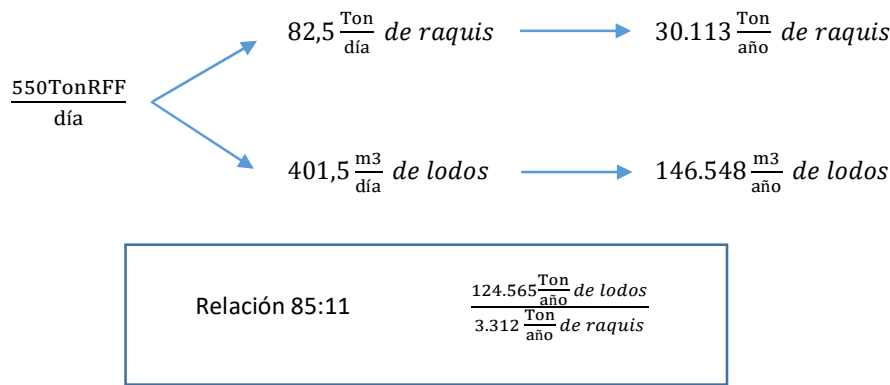 82,5 Ton/día de raquis
30.113 Ton/año de raquis
550TonRFF/día
401,5 m3/día de lodos
146.548 m3/año de lodos
Relación 85:11
124.565 Ton/año de lodos
3.312 Ton/año de raquis